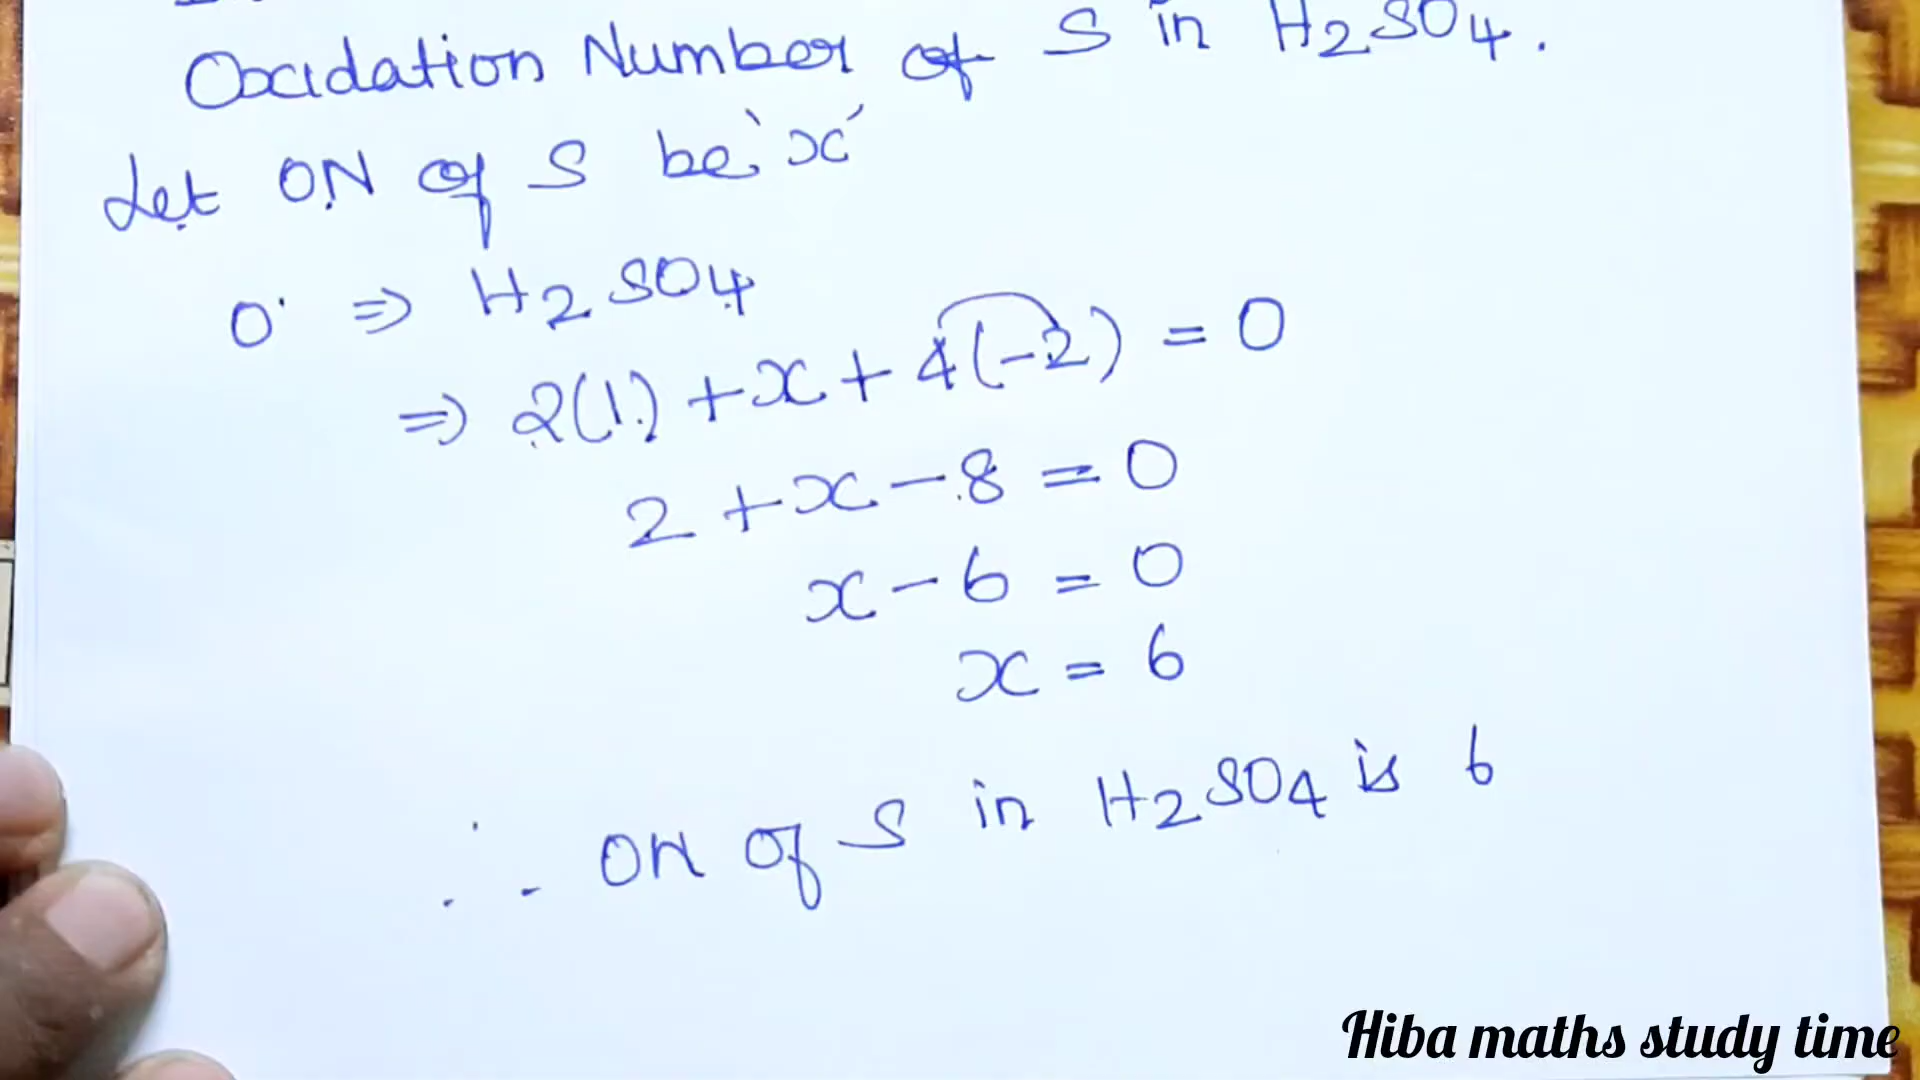 Oxidation Number of S in H2SO4.
Let ON of S be 'x'
0 ⇒ H2SO4
⇒ 2(1) + x + 4(-2) = 0
2 + x - 8 = 0
x - 6 = 0
x = 6
∴ ON of S in H2SO4 is 6
Hiba maths study time